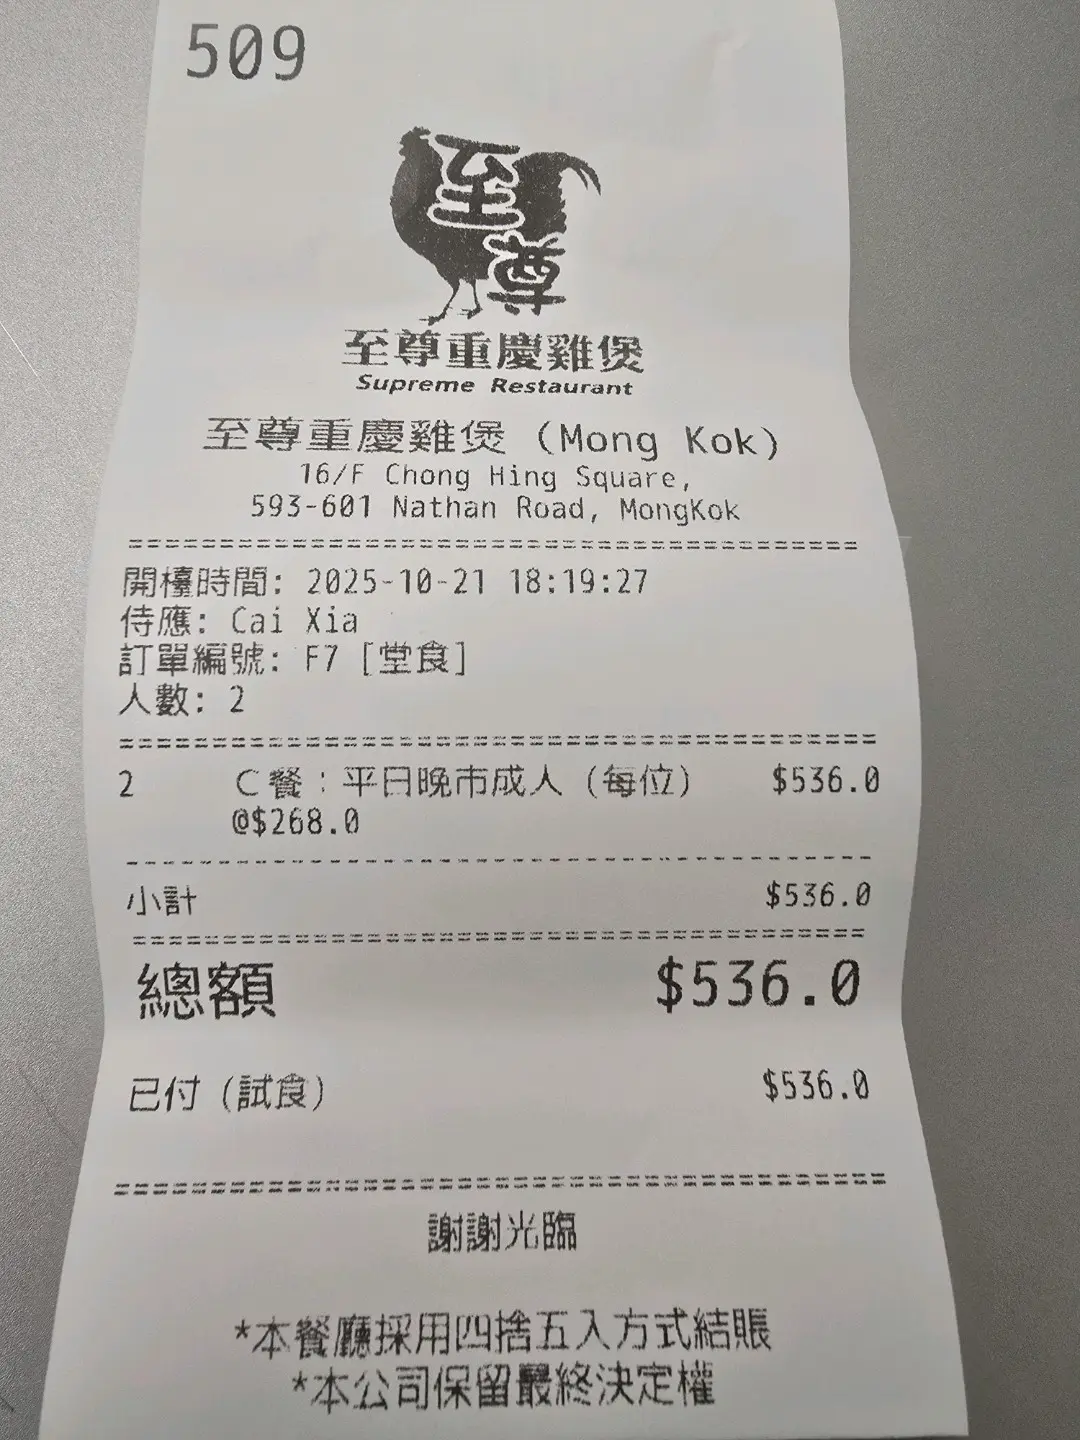 509
至尊
至尊重慶雞煲
Supreme Restaurant
至尊重慶雞煲 (Mong Kok)
16/F Chong Hing Square,
593-601 Nathan Road, MongKok
開檯時間: 2025-10-21 18:19:27
侍應: Cai Xia
訂單編號: F7 [堂食]
人數: 2
2 C餐：平日晚市成人 (每位) $536.0
@$268.0
小計 $536.0
總額 $536.0
已付 (試食) $536.0
謝謝光臨
*本餐廳採用四捨五入方式結賬
*本公司保留最終決定權